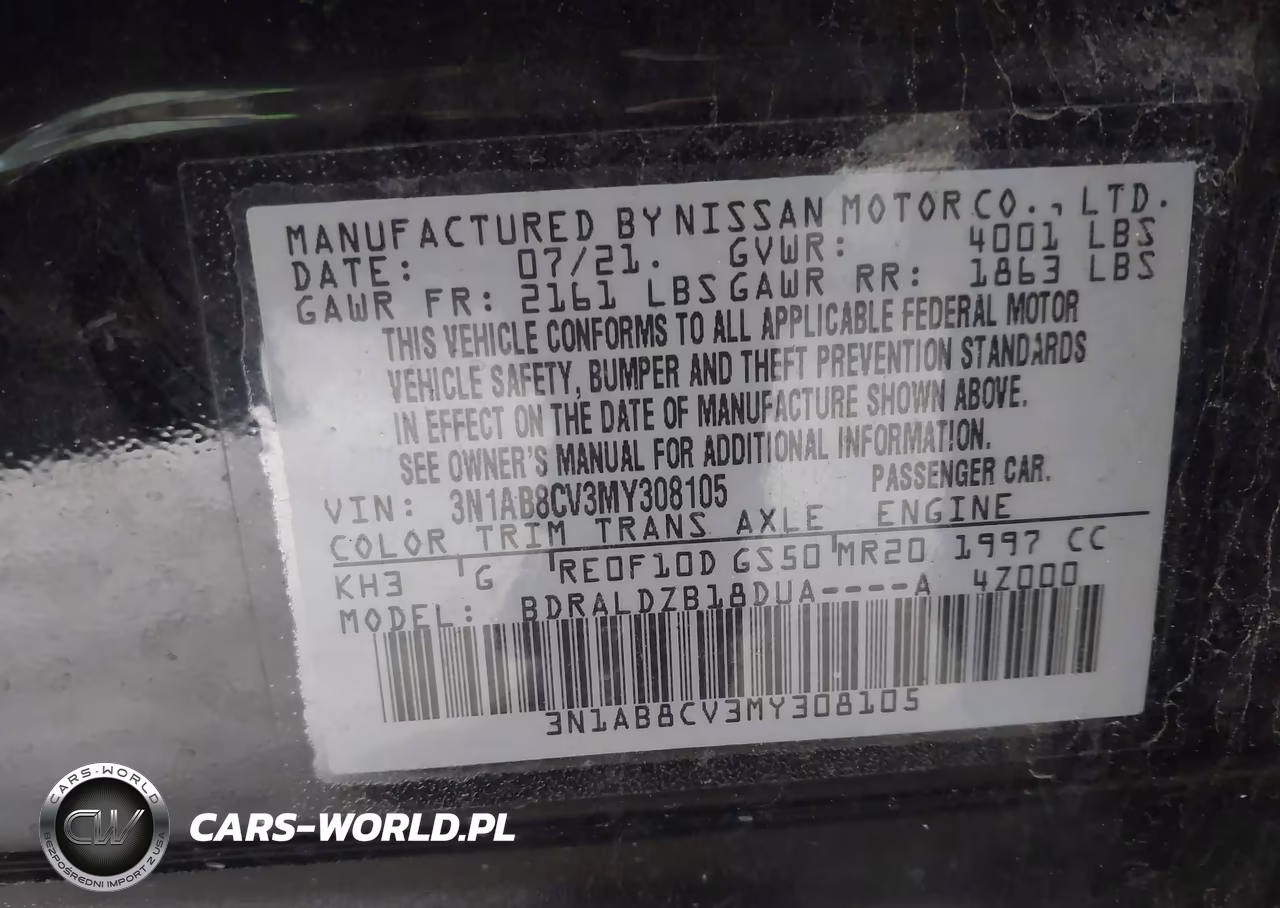 MANUFACTURED BY NISSAN MOTOR CO., LTD.
DATE: 07/21. GVWR: 4001 LBS
GAWR FR: 2161 LBS GAWR RR: 1863 LBS
THIS VEHICLE CONFORMS TO ALL APPLICABLE FEDERAL MOTOR
VEHICLE SAFETY, BUMPER AND THEFT PREVENTION STANDARDS
IN EFFECT ON THE DATE OF MANUFACTURE SHOWN ABOVE.
SEE OWNER'S MANUAL FOR ADDITIONAL INFORMATION.
VIN: 3N1AB8CV3MY308105 PASSENGER CAR.
COLOR TRIM TRANS AXLE ENGINE
KH3 G RE0F10D GS50 MR20 1997 CC
MODEL: BDRALDZB18DUA----A 4Z000
3N1AB8CV3MY308105
CARS-WORLD
CW
BEZPOŚREDNI IMPORT Z USA
CARS-WORLD.PL